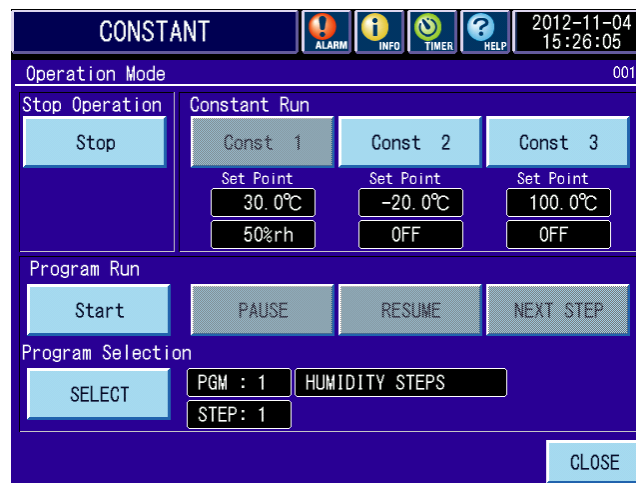 CONSTANT ALARM INFO TIMER HELP 2012-11-04
15:26:05
Operation Mode 001
Stop Operation Constant Run
Stop Const 1 Const 2 Const 3
Set Point Set Point Set Point
30.0℃ -20.0℃ 100.0℃
50%rh OFF OFF
Program Run
Start PAUSE RESUME NEXT STEP
Program Selection
SELECT PGM : 1 HUMIDITY STEPS
STEP: 1
CLOSE